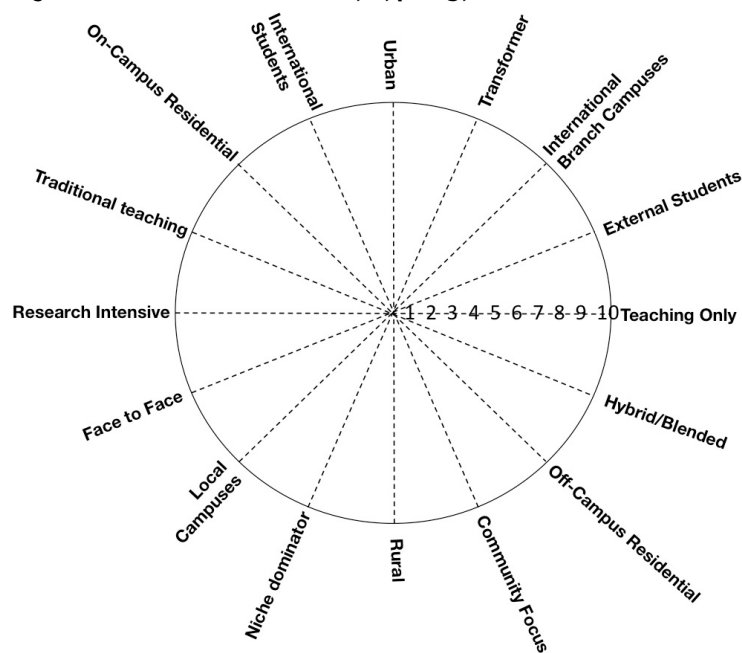 International
Students
Urban
Transformer
International
Branch Campuses
On-Campus Residential
External Students
Traditional teaching
Research Intensive
1 2 3 4 5 6 7 8 9 10
Teaching Only
Face to Face
Hybrid/Blended
Local
Campuses
Off-Campus Residential
Niche dominator
Rural
Community Focus